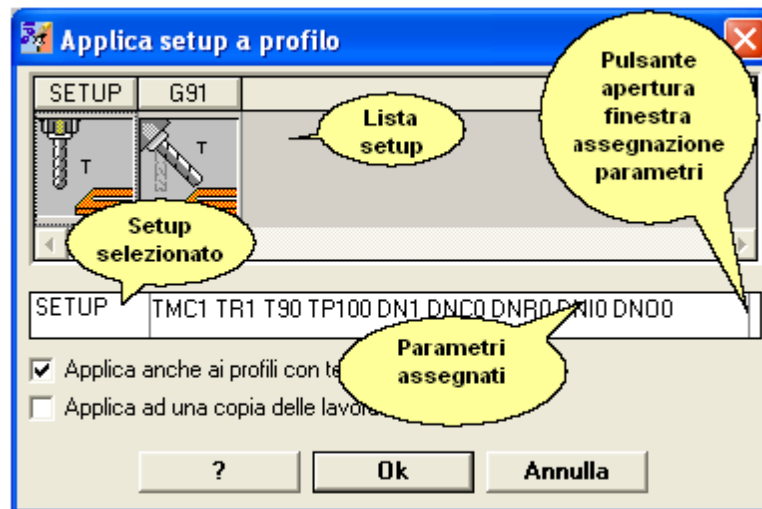 Applica setup a profilo
Pulsante
apertura
finestra
assegnazione
parametri
SETUP G91
Lista
setup
T T
Setup
selezionato
SETUP TMC1 TR1 T90 TP100 DN1 DNC0 DNR0 DNI0 DNO0
Parametri
assegnati
Applica anche ai profili con
Applica ad una copia delle
? Ok Annulla